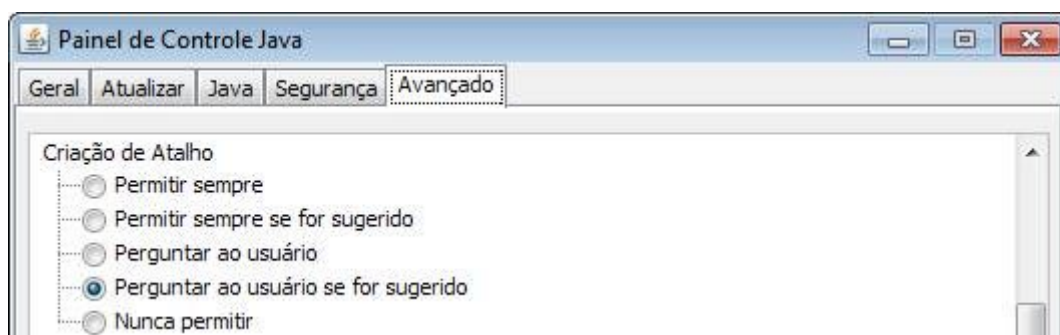 Painel de Controle Java
Geral Atualizar Java Segurança Avançado
Criação de Atalho
Permitir sempre
Permitir sempre se for sugerido
Perguntar ao usuário
Perguntar ao usuário se for sugerido
Nunca permitir